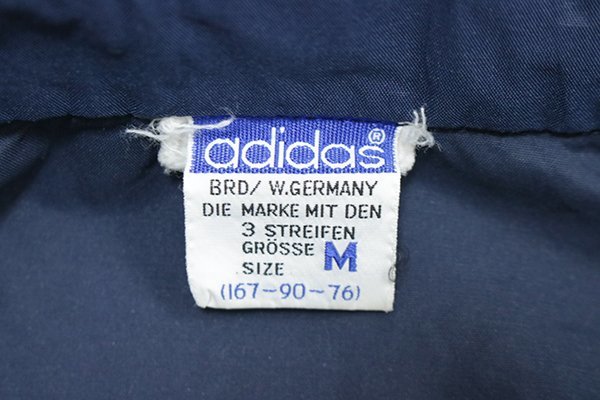 adidas®
BRD/ W.GERMANY
DIE MARKE MIT DEN
3 STREIFEN
GRÖSSE M
SIZE
(167-90-76)